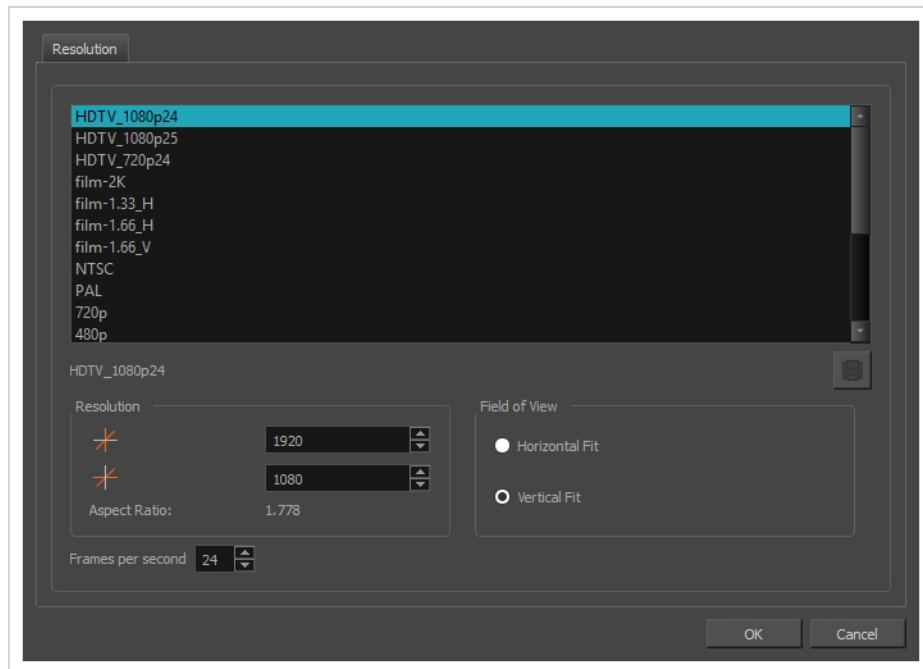 Resolution
HDTV_1080p24
HDTV_1080p25
HDTV_720p24
film-2K
film-1.33_H
film-1.66_H
film-1.66_V
NTSC
PAL
720p
480p
HDTV_1080p24
Resolution
1920
1080
Aspect Ratio: 1.778
Field of View
Horizontal Fit
Vertical Fit
Frames per second 24
OK Cancel